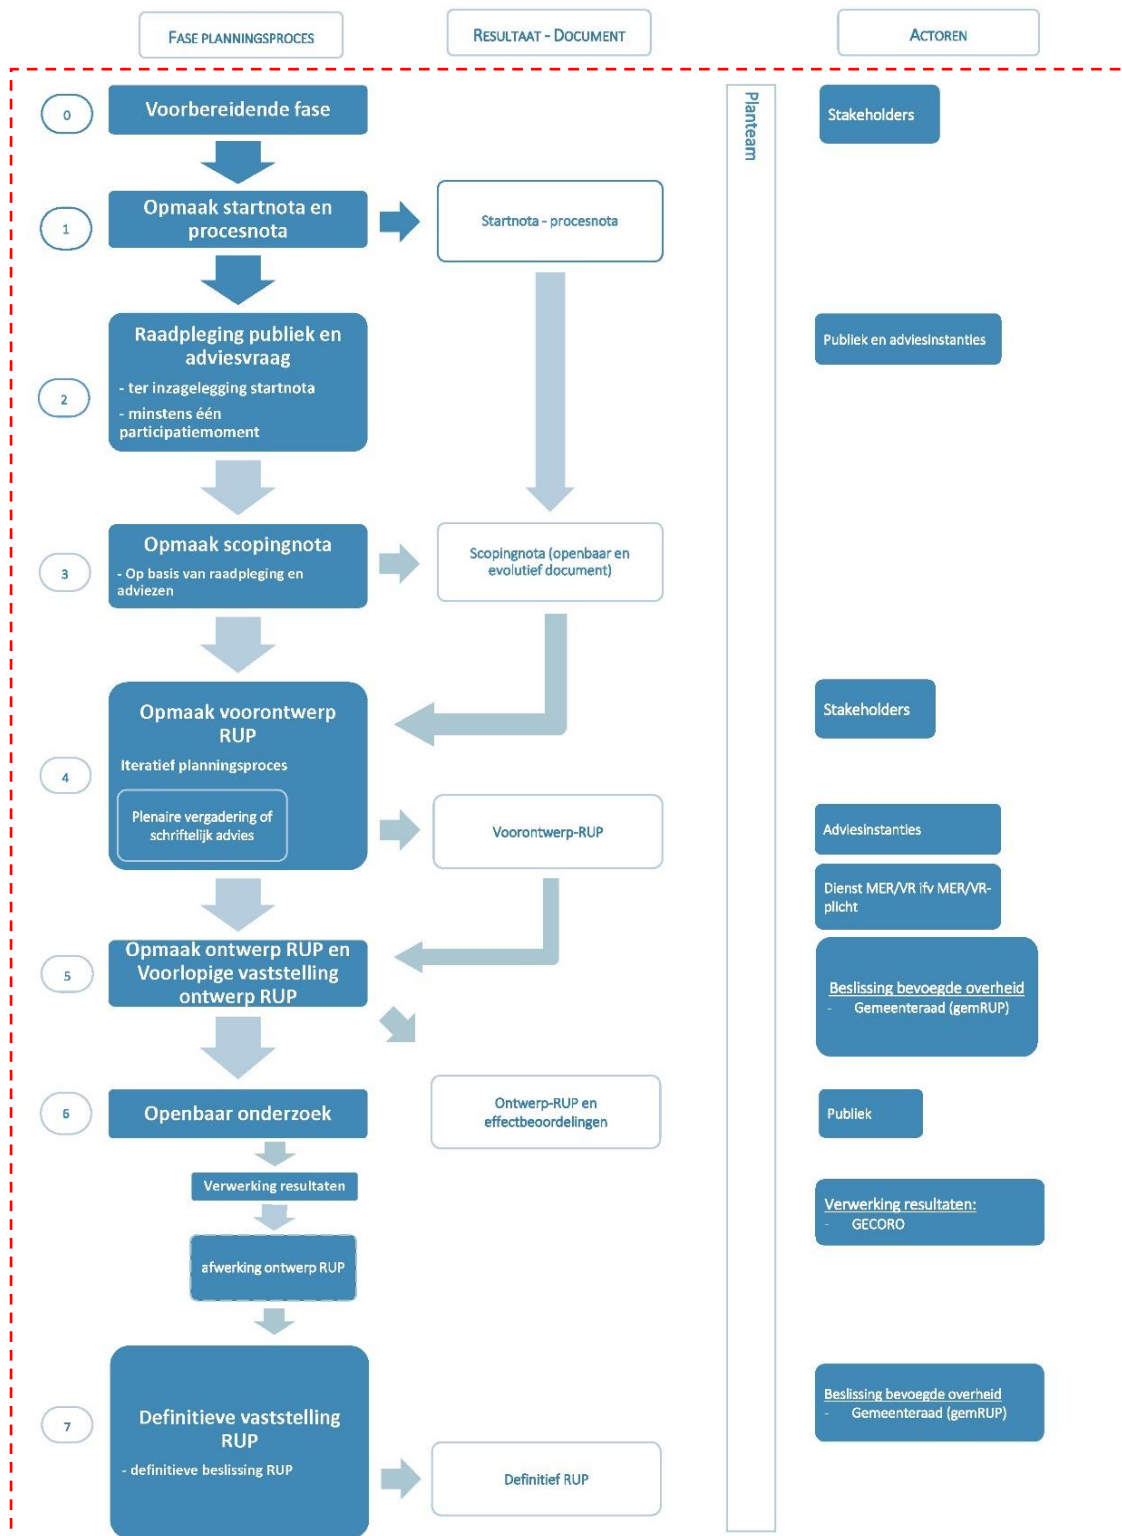 FASE PLANNINGSPROCES
RESULTAAT - DOCUMENT
ACTOREN
0
Voorbereidende fase
Planteam
Stakeholders
1
Opmaak startnota en
procesnota
Startnota - procesnota
2
Raadpleging publiek en
adviesvraag
- ter inzagelegging startnota
- minstens één
participatiemoment
Publiek en adviesinstanties
3
Opmaak scopingnota
- Op basis van raadpleging en
adviezen
Scopingnota (openbaar en
evolutief document)
4
Opmaak voorontwerp
RUP
Iteratief planningsproces
Plenaire vergadering of
schriftelijk advies
Voorontwerp-RUP
Stakeholders
Adviesinstanties
Dienst MER/VR ifv MER/VR-
plicht
5
Opmaak ontwerp RUP en
Voorlopige vaststelling
ontwerp RUP
Beslissing bevoegde overheid
- Gemeenteraad (gemRUP)
6
Openbaar onderzoek
Ontwerp-RUP en
effectbeoordelingen
Publiek
Verwerking resultaten
Verwerking resultaten:
- GECORO
afwerking ontwerp RUP
7
Definitieve vaststelling
RUP
- definitieve beslissing RUP
Definitief RUP
Beslissing bevoegde overheid
- Gemeenteraad (gemRUP)